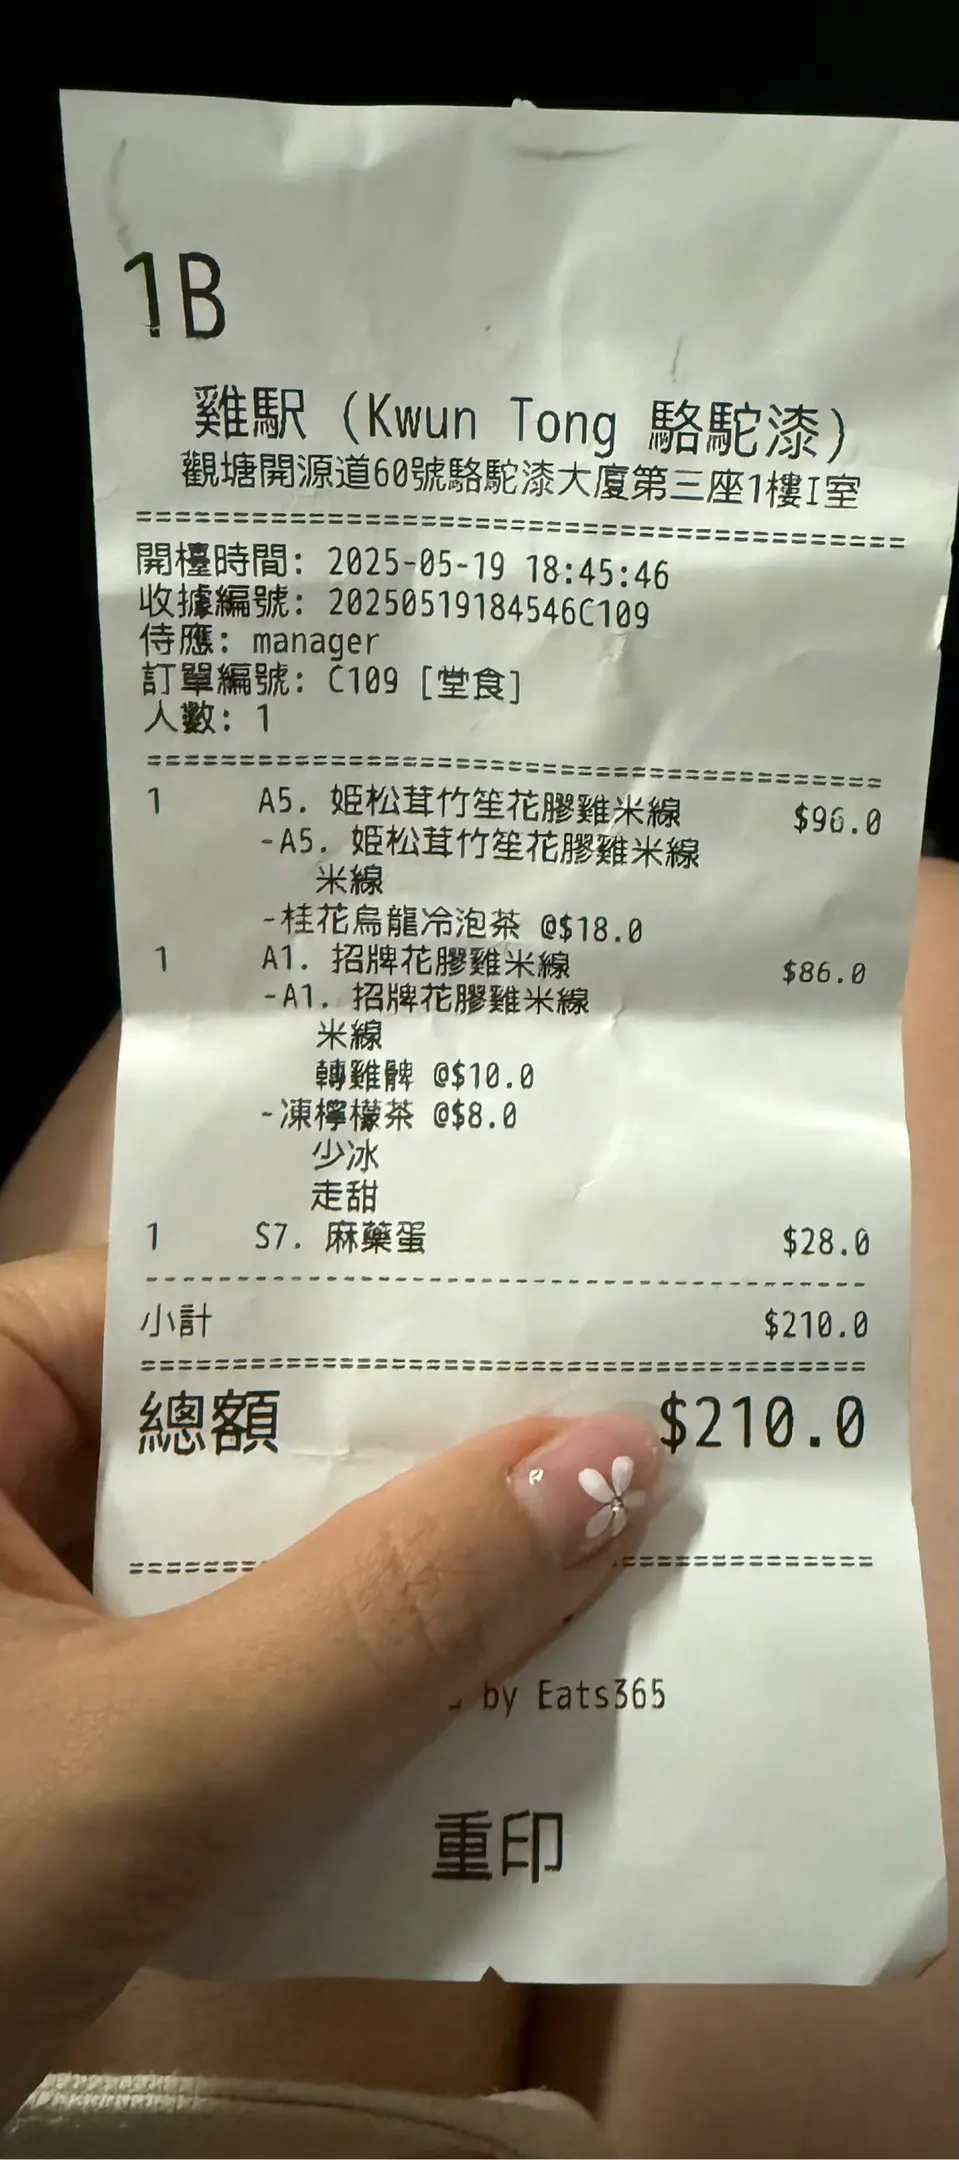 1B
雞駅 (Kwun Tong 駱駝漆)
觀塘開源道60號駱駝漆大廈第三座1樓I室
開檯時間: 2025-05-19 18:45:46
收據編號: 20250519184546C109
侍應: manager
訂單編號: C109 [堂食]
人數: 1
1 A5. 姬松茸竹笙花膠雞米線 $96.0
-A5. 姬松茸竹笙花膠雞米線
米線
-桂花烏龍冷泡茶 @$18.0
1 A1. 招牌花膠雞米線 $86.0
-A1. 招牌花膠雞米線
米線
轉雞髀 @$10.0
-凍檸檬茶 @$8.0
少冰
走甜
1 S7. 麻藥蛋 $28.0
小計 $210.0
總額 $210.0
by Eats365
重印